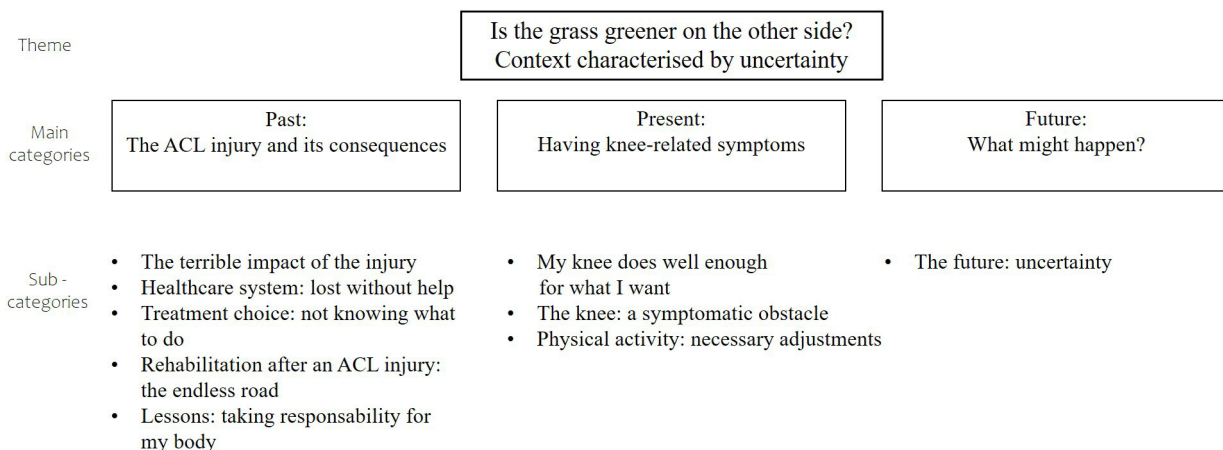 Theme
Is the grass greener on the other side?
Context characterised by uncertainty
Main
categories
Past:
The ACL injury and its consequences
Present:
Having knee-related symptoms
Future:
What might happen?
Sub -
categories
• The terrible impact of the injury
• Healthcare system: lost without help
• Treatment choice: not knowing what
to do
• Rehabilitation after an ACL injury:
the endless road
• Lessons: taking responsability for
my body
• My knee does well enough
for what I want
• The knee: a symptomatic obstacle
• Physical activity: necessary adjustments
• The future: uncertainty